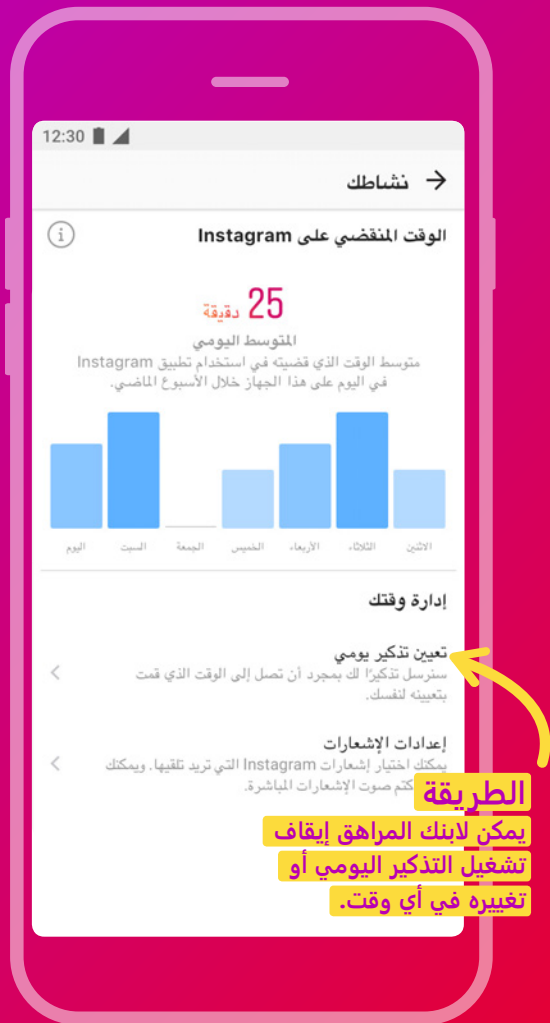 12:30
نشاطك
الوقت المنقضي على Instagram
25 دقيقة
المتوسط اليومي
متوسط الوقت الذي قضيته في استخدام تطبيق Instagram
في اليوم على هذا الجهاز خلال الأسبوع الماضي.
الاثنين الثلاثاء الأربعاء الخميس الجمعة السبت اليوم
إدارة وقتك
تعيين تذكير يومي
سنرسل تذكيرًا لك بمجرد أن تصل إلى الوقت الذي قمت
بتعيينه لنفسك.
إعدادات الإشعارات
يمكنك اختيار إشعارات Instagram التي تريد تلقيها. ويمكنك
كتم صوت الإشعارات المباشرة.
الطريقة
يمكن لابنك المراهق إيقاف
تشغيل التذكير اليومي أو
تغييره في أي وقت.